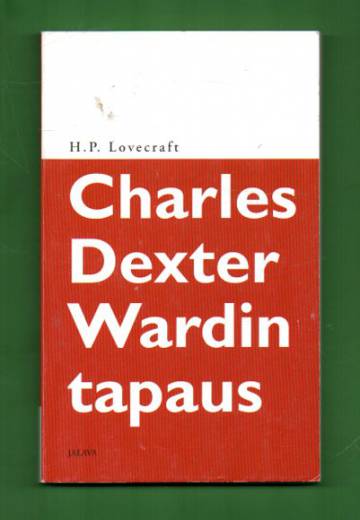 H.P. Lovecraft
Charles
Dexter
Wardin
tapaus
JALAVA